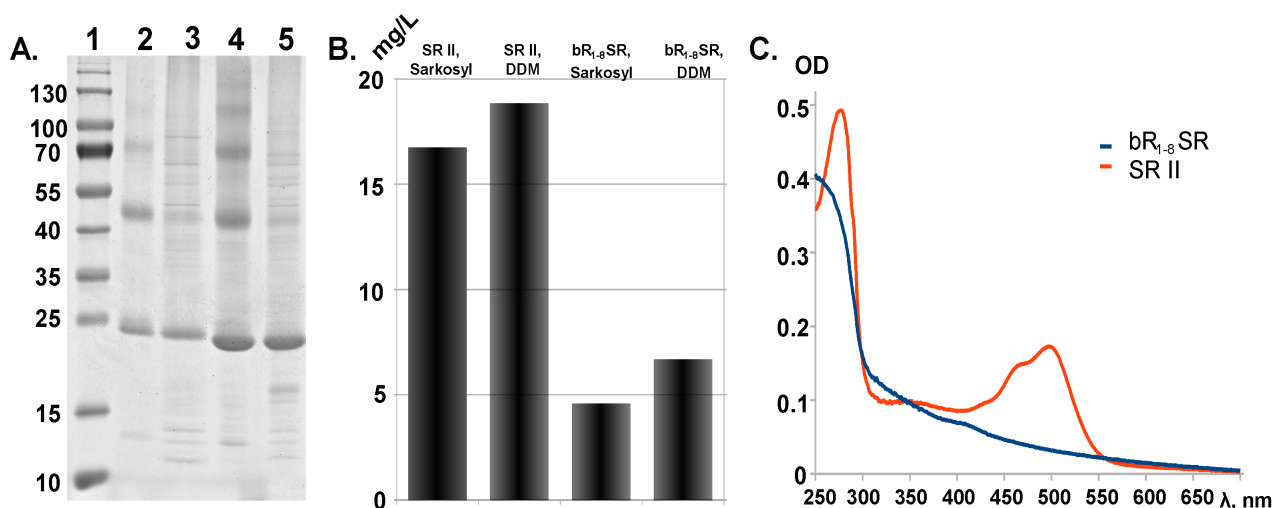 A.
1 2 3 4 5
130
100
70
55
40
35
25
15
10
B.
mg/L
SR II,
Sarkosyl
SR II,
DDM
bR₁₋₈SR,
Sarkosyl
bR₁₋₈SR,
DDM
20
15
10
5
0
C.
OD
0.5
0.4
0.3
0.2
0.1
0
bR₁₋₈SR
SR II
250 300 350 400 450 500 550 600 650 λ, nm